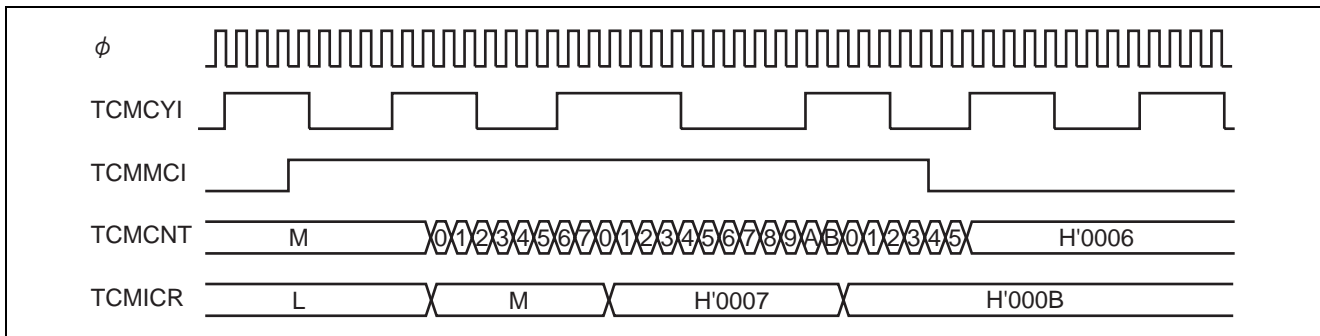 ϕ
TCMCYI
TCMMCI
TCMCNT M 0 1 2 3 4 5 6 7 0 1 2 3 4 5 6 7 8 9 A B 0 1 2 3 4 5 H'0006
TCMICR L M H'0007 H'000B